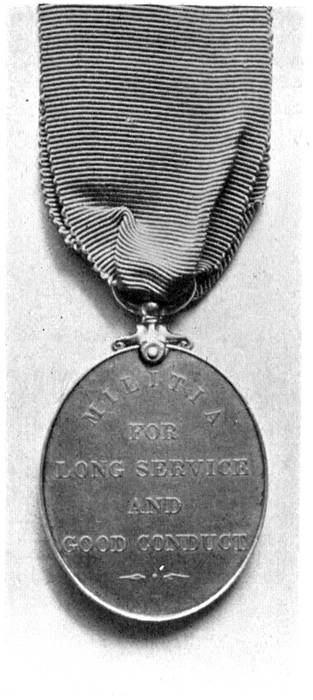 MILITIA
FOR
LONG SERVICE
AND
GOOD CONDUCT